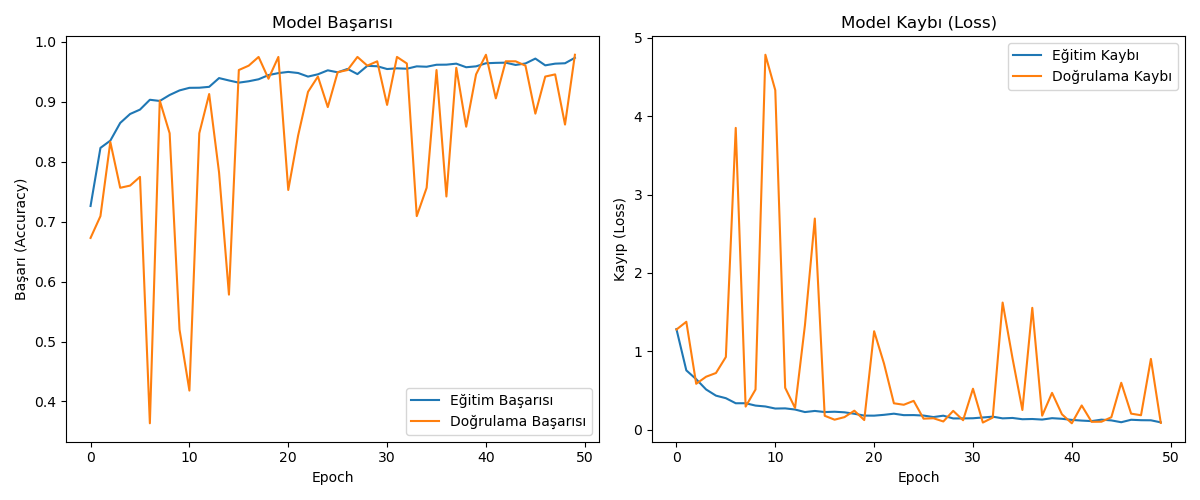 Model Başarısı
Başarı (Accuracy)
1.0
0.9
0.8
0.7
0.6
0.5
0.4
0
10
20
30
40
50
Epoch
Eğitim Başarısı
Doğrulama Başarısı
Model Kaybı (Loss)
Kayıp (Loss)
5
4
3
2
1
0
0
10
20
30
40
50
Epoch
Eğitim Kaybı
Doğrulama Kaybı